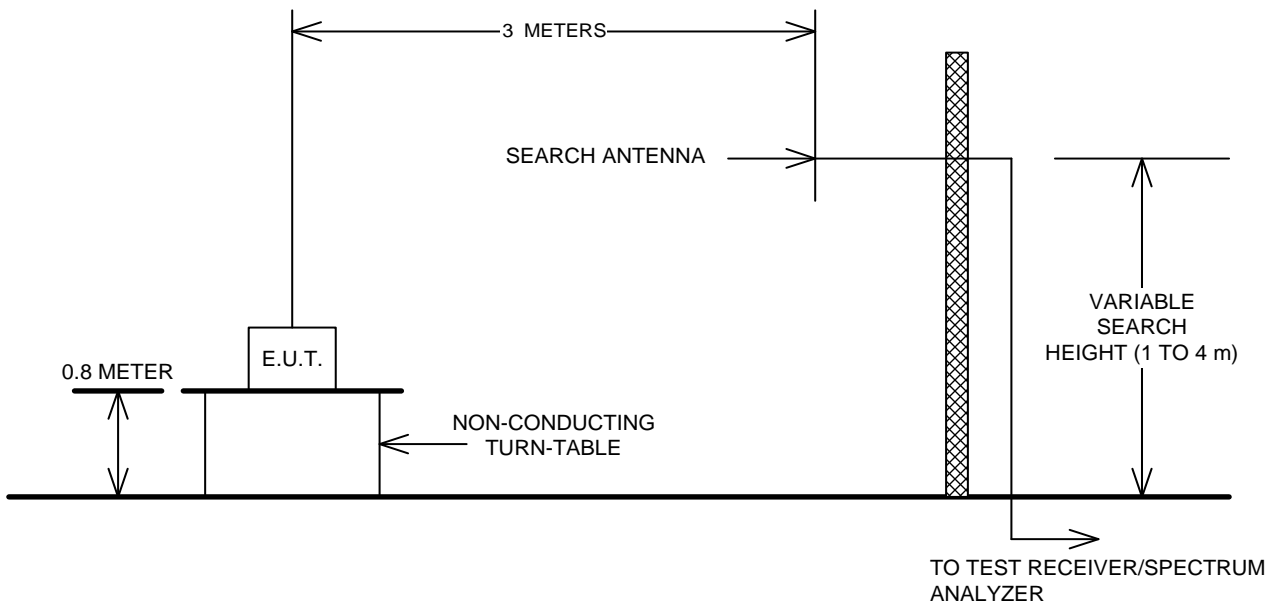 3 METERS
SEARCH ANTENNA
VARIABLE
SEARCH
HEIGHT (1 TO 4 m)
E.U.T.
0.8 METER
NON-CONDUCTING
TURN-TABLE
TO TEST RECEIVER/SPECTRUM
ANALYZER